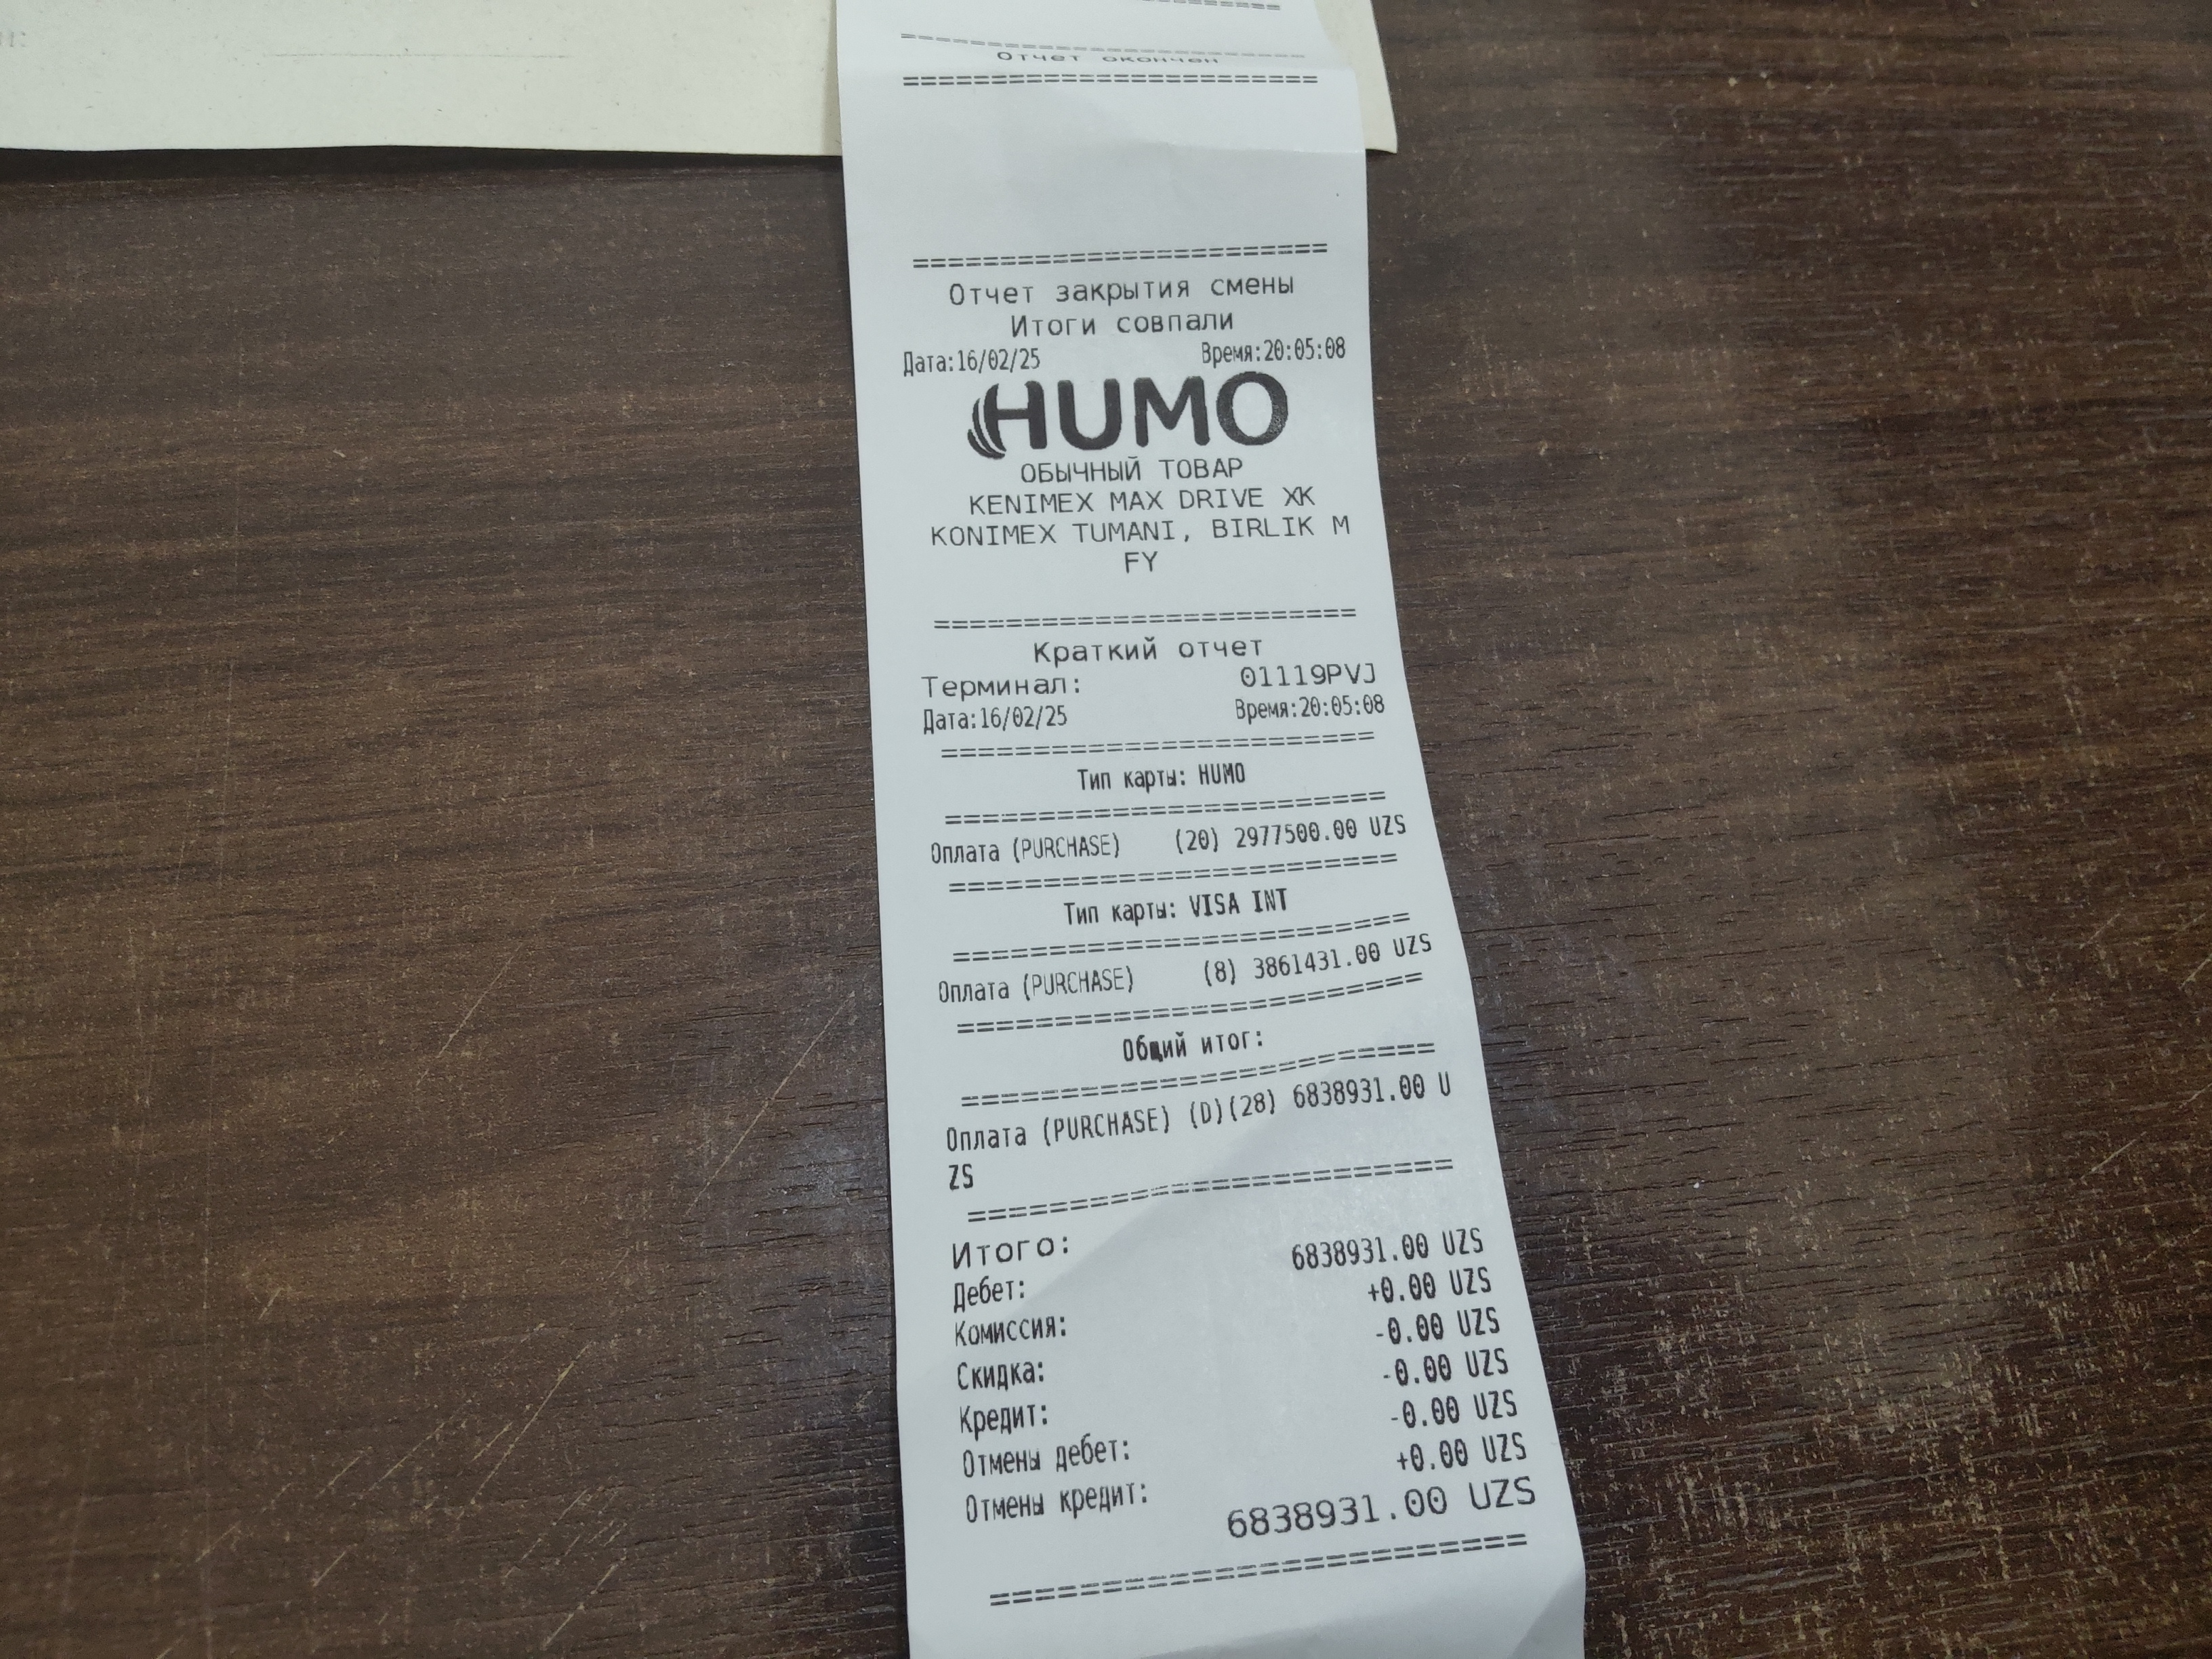 ========================
Отчет окончен
========================
========================
Отчет закрытия смены
Итоги совпали
Дата:16/02/25 Время:20:05:08
HUMO
ОБЫЧНЫЙ ТОВАР
KENIMEX MAX DRIVE XK
KONIMEX TUMANI, BIRLIK M
FY
========================
Краткий отчет
Терминал: 01119PVJ
Дата:16/02/25 Время:20:05:08
========================
Тип карты: HUMO
========================
Оплата (PURCHASE) (20) 2977500.00 UZS
========================
Тип карты: VISA INT
========================
Оплата (PURCHASE) (8) 3861431.00 UZS
========================
Общий итог:
========================
Оплата (PURCHASE) (D)(28) 6838931.00 U
ZS
========================
Итого: 6838931.00 UZS
Дебет: +0.00 UZS
Комиссия: -0.00 UZS
Скидка: -0.00 UZS
Кредит: -0.00 UZS
Отмены дебет: +0.00 UZS
Отмены кредит:
6838931.00 UZS
========================